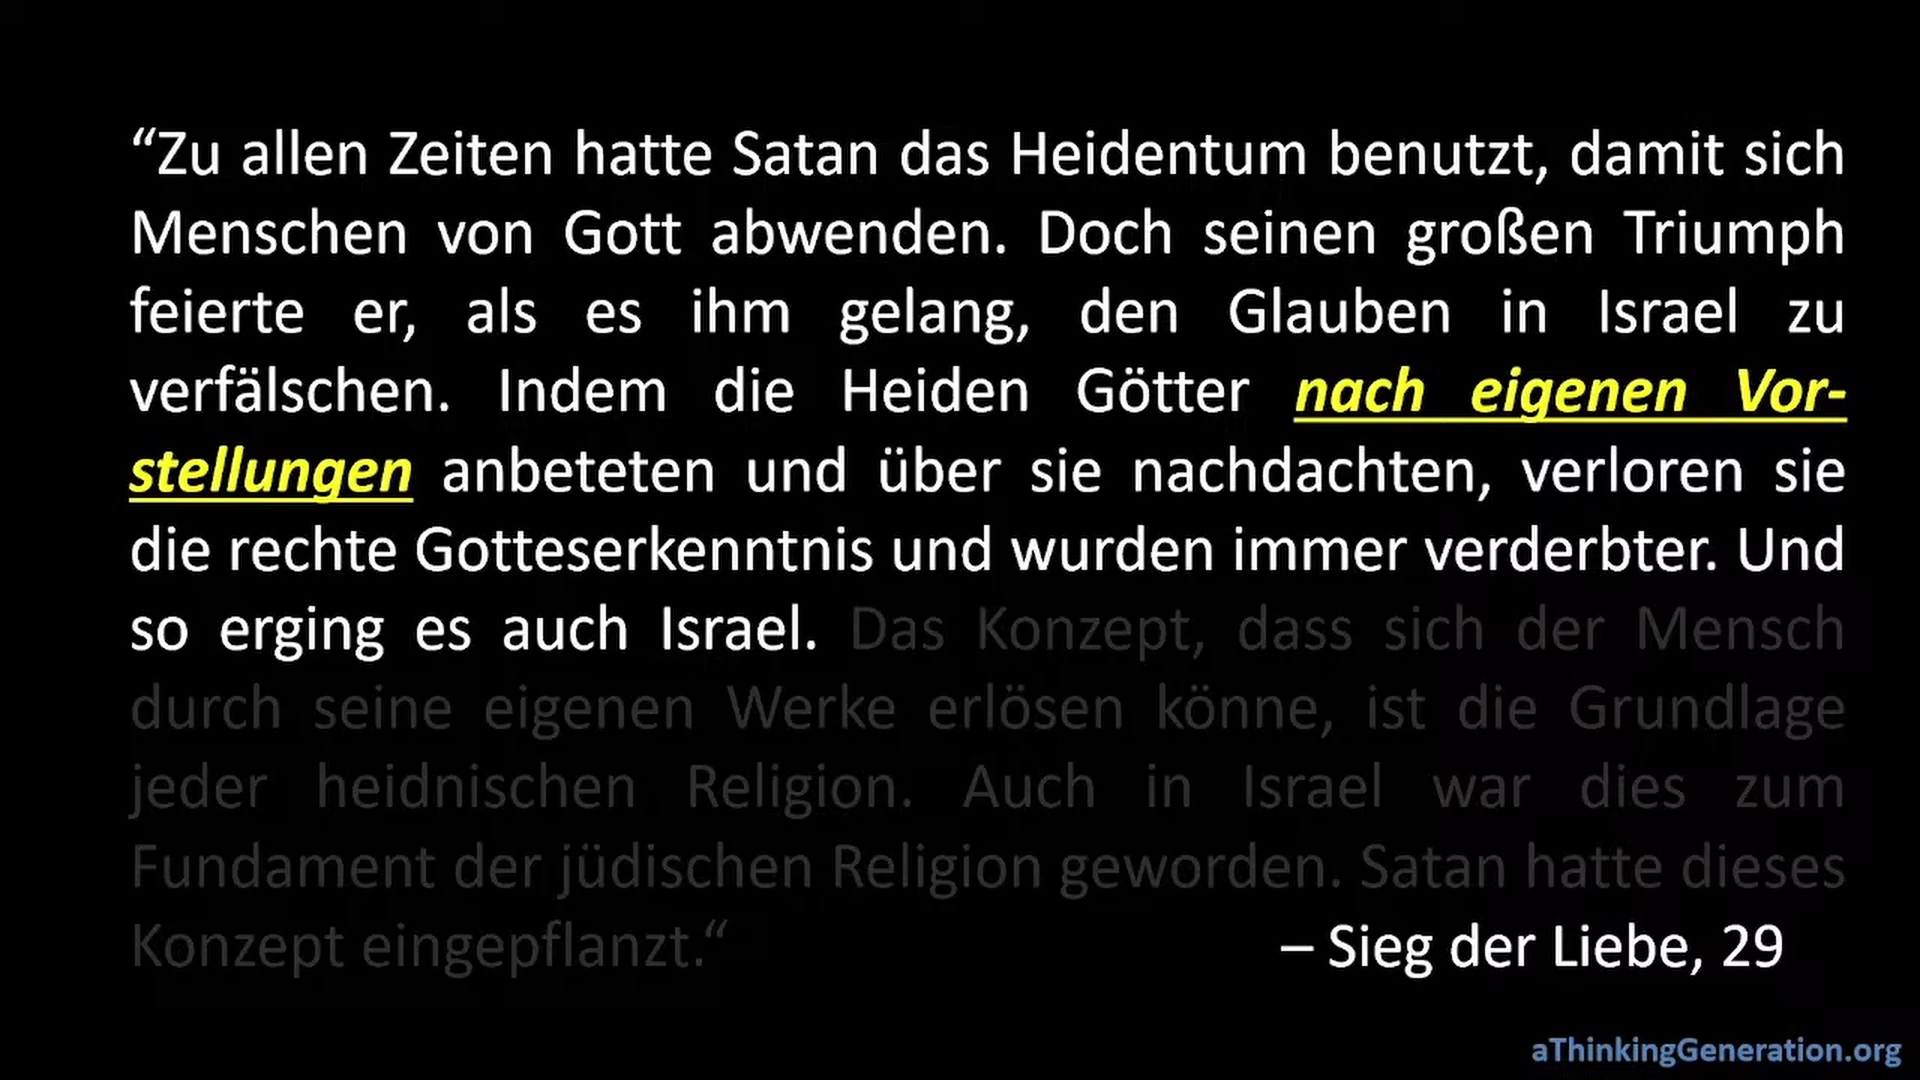 “Zu allen Zeiten hatte Satan das Heidentum benutzt, damit sich
Menschen von Gott abwenden. Doch seinen großen Triumph
feierte er, als es ihm gelang, den Glauben in Israel zu
verfälschen. Indem die Heiden Götter nach eigenen Vor-
stellungen anbeteten und über sie nachdachten, verloren sie
die rechte Gotteserkenntnis und wurden immer verderbter. Und
so erging es auch Israel. Das Konzept, dass sich der Mensch
durch seine eigenen Werke erlösen könne, ist die Grundlage
jeder heidnischen Religion. Auch in Israel war dies zum
Fundament der jüdischen Religion geworden. Satan hatte dieses
Konzept eingepflanzt.“ – Sieg der Liebe, 29
aThinkingGeneration.org